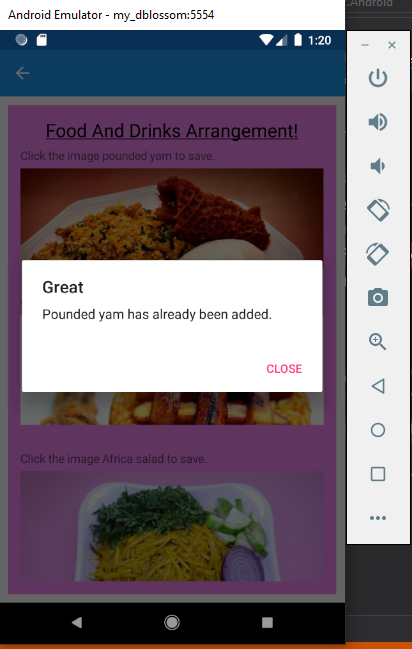 .Android
Android Emulator - my_dblossom:5554
1:20
Food And Drinks Arrangement!
Click the image pounded yam to save.
Great
Pounded yam has already been added.
CLOSE
Click the image Africa salad to save.